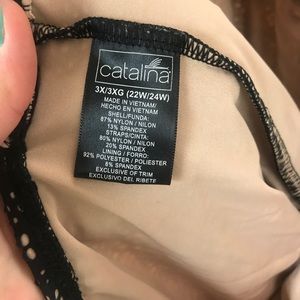 catalina
3X/3XG (22W/24W)
MADE IN VIETNAM/
HECHO EN VIETNAM
SHELL/FUNDA:
87% NYLON / NILON
13% SPANDEX
STRAPS/CINTA:
80% NYLON / NILON
20% SPANDEX
LINING / FORRO:
92% POLYESTER / POLIESTER
8% SPANDEX
EXCLUSIVE OF TRIM
EXCLUSIVO DEL RIBETE